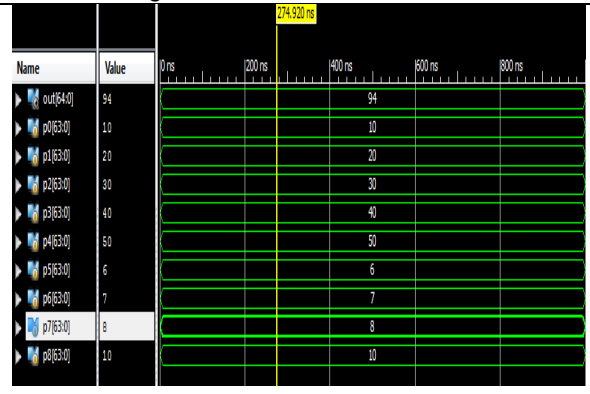 274.920 ns
Name Value 0 ns 200 ns 400 ns 600 ns 800 ns
out[64:0] 94 94
p0[63:0] 10 10
p1[63:0] 20 20
p2[63:0] 30 30
p3[63:0] 40 40
p4[63:0] 50 50
p5[63:0] 6 6
p6[63:0] 7 7
p7[63:0] 8 8
p8[63:0] 10 10